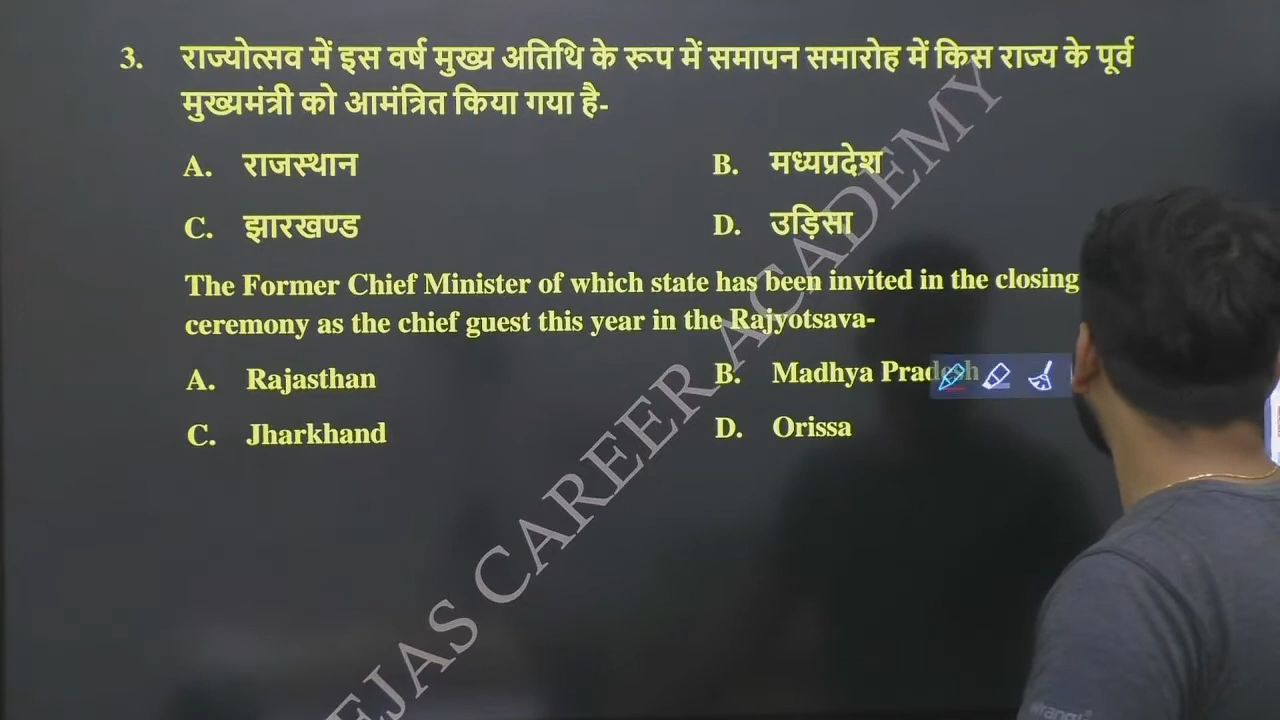 3. राज्योत्सव में इस वर्ष मुख्य अतिथि के रूप में समापन समारोह में किस राज्य के पूर्व
मुख्यमंत्री को आमंत्रित किया गया है-
A. राजस्थान B. मध्यप्रदेश
C. झारखण्ड D. उड़िसा
The Former Chief Minister of which state has been invited in the closing
ceremony as the chief guest this year in the Rajyotsava-
A. Rajasthan B. Madhya Pradesh
C. Jharkhand D. Orissa
EJAS CAREER ACADEMY